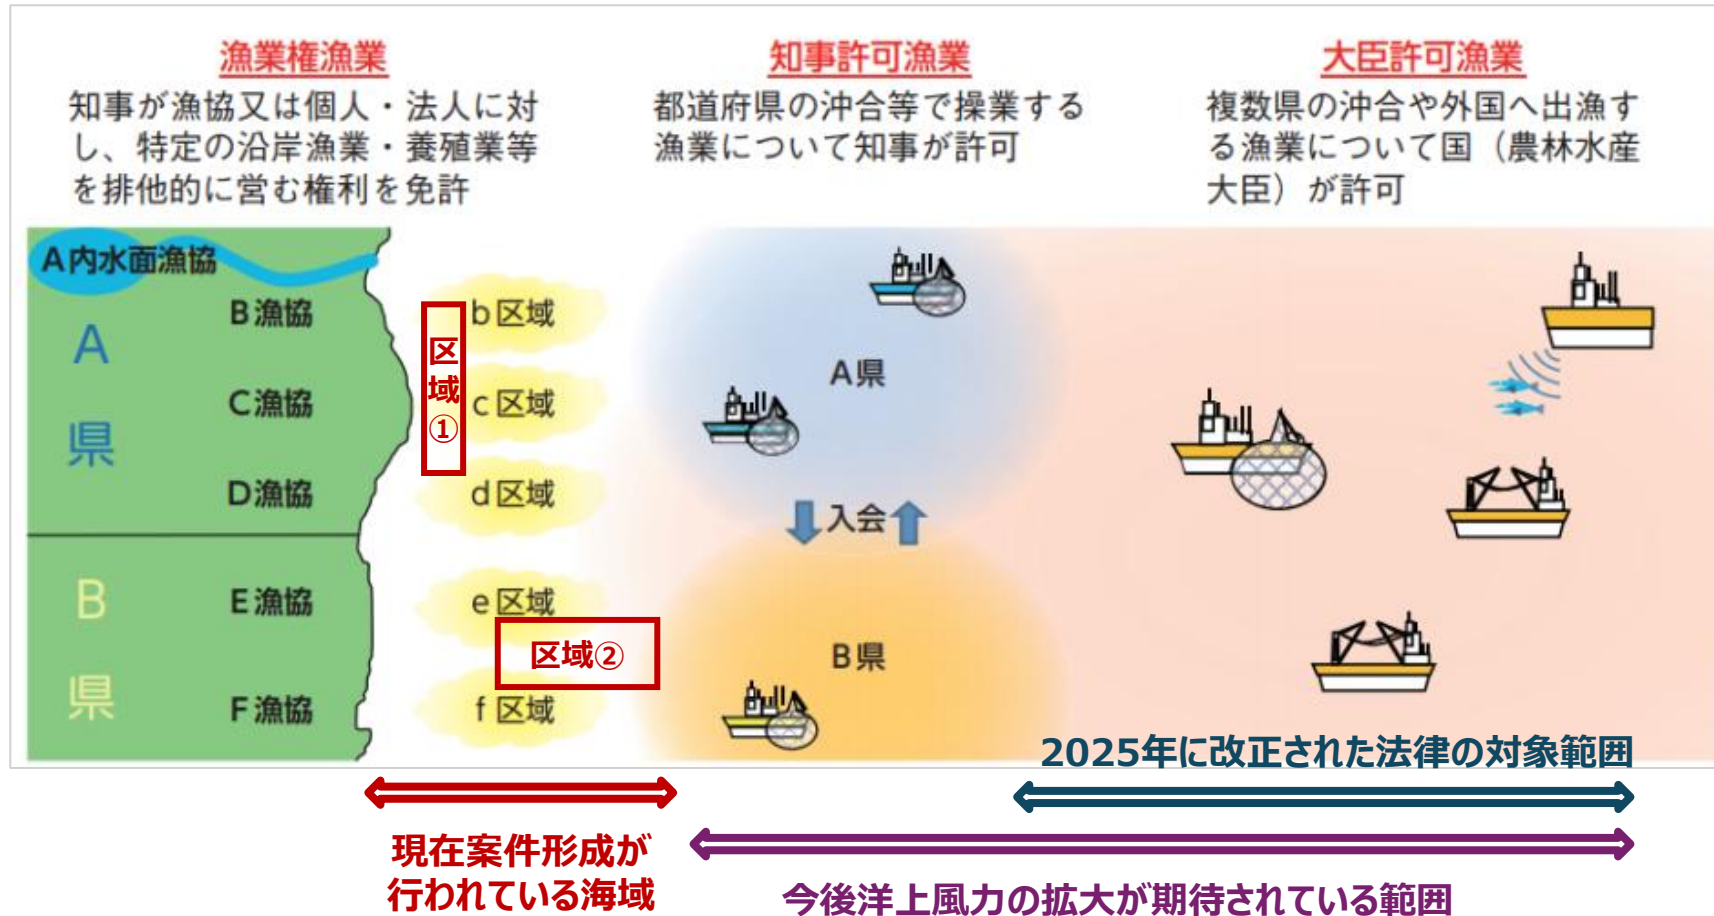 漁業権漁業
知事が漁協又は個人・法人に対
し、特定の沿岸漁業・養殖業等
を排他的に営む権利を免許
知事許可漁業
都道府県の沖合等で操業する
漁業について知事が許可
大臣許可漁業
複数県の沖合や外国へ出漁す
る漁業について国（農林水産
大臣）が許可
A内水面漁協
B漁協
C漁協
D漁協
A
県
E漁協
F漁協
B
県
b区域
c区域
d区域
e区域
f区域
区
域
①
区域②
A県
入会
B県
2025年に改正された法律の対象範囲
現在案件形成が
行われている海域
今後洋上風力の拡大が期待されている範囲